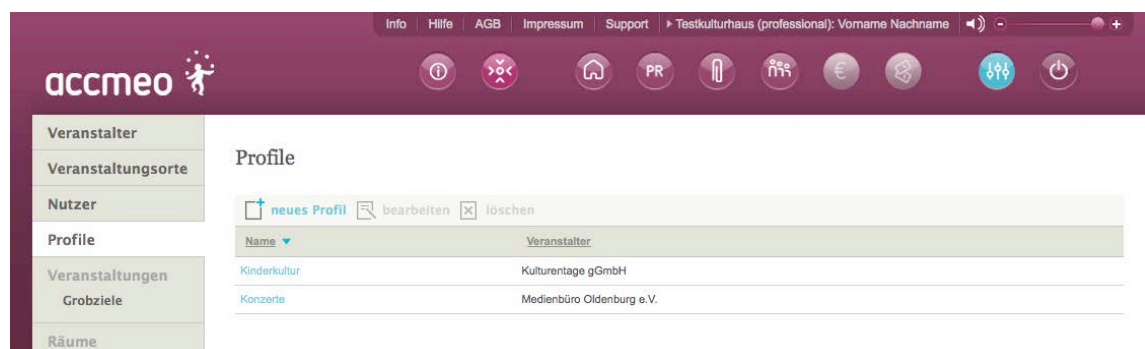 Info Hilfe AGB Impressum Support Testkulturhaus (professional): Vorname Nachname
accmeo
PR
€
Veranstalter
Veranstaltungsorte
Nutzer
Profile
Veranstaltungen
Grobziele
Räume
Profile
neues Profil bearbeiten löschen
Name Veranstalter
Kinderkultur Kulturentage gGmbH
Konzerte Medienbüro Oldenburg e.V.